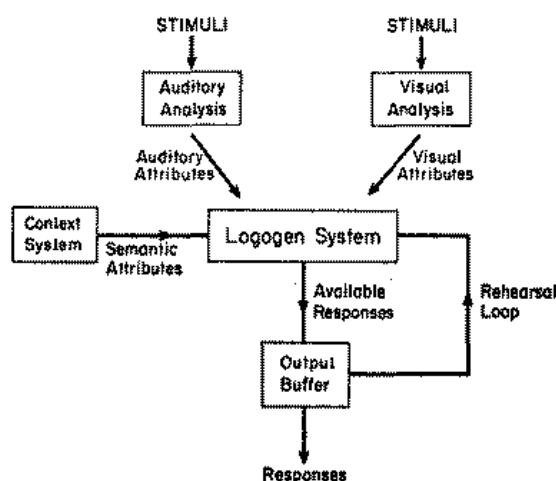 STIMULI
STIMULI
Auditory
Analysis
Visual
Analysis
Auditory
Attributes
Visual
Attributes
Context
System
Semantic
Attributes
Logogen System
Available
Responses
Rehearsal
Loop
Output
Buffer
Responses